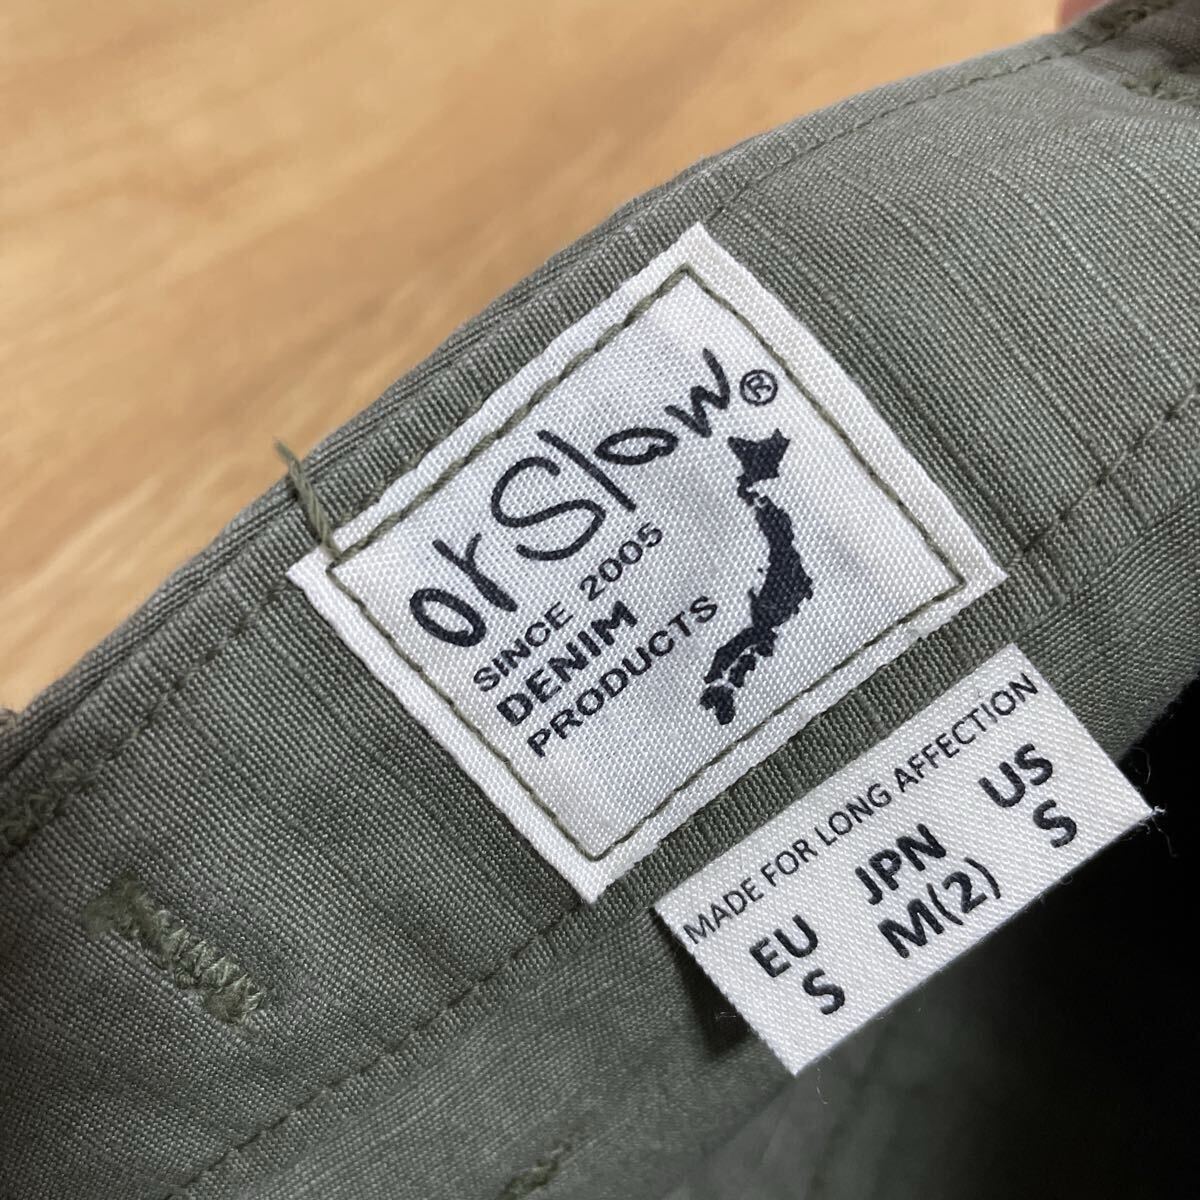 orSlow®
SINCE 2005
DENIM
PRODUCTS
MADE FOR LONG AFFECTION
EU JPN US
S M(2) S